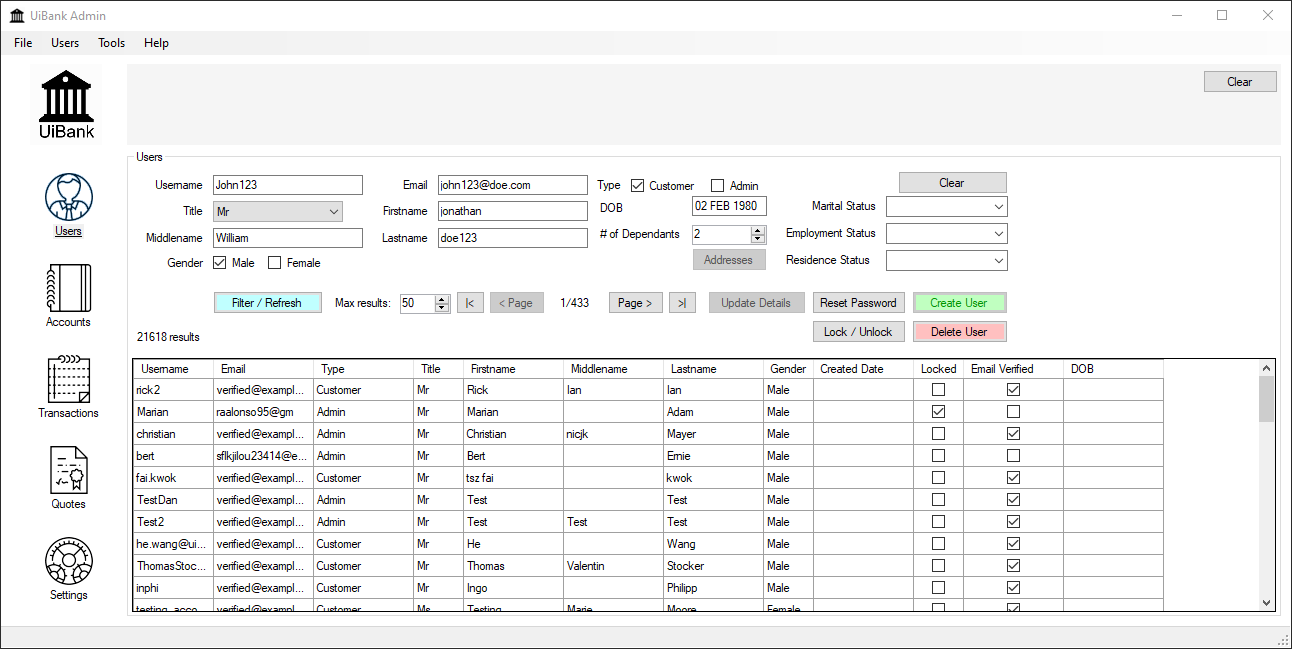 UiBank Admin
File Users Tools Help
UiBank
Clear
Users
Accounts
Transactions
Quotes
Settings
Users
Username John123 Email john123@doe.com Type Customer Admin Clear
Title Mr Firstname jonathan DOB 02 FEB 1980 Marital Status
Middlename William Lastname doe123 # of Dependants 2 Employment Status
Gender Male Female Addresses Residence Status
Filter / Refresh Max results: 50 |< < Page 1/433 Page > >| Update Details Reset Password Create User
21618 results Lock / Unlock Delete User
Username Email Type Title Firstname Middlename Lastname Gender Created Date Locked Email Verified DOB
rick2 verified@exampl... Customer Mr Rick Ian Ian Male
Marian raalonso95@gm Admin Mr Marian Adam Male
christian verified@exampl... Admin Mr Christian nicjk Mayer Male
bert sflkjilou23414@e... Admin Mr Bert Ernie Male
fai.kwok verified@exampl... Customer Mr tsz fai kwok Male
TestDan verified@exampl... Admin Mr Test Test Male
Test2 verified@exampl... Admin Mr Test Test Test Male
he.wang@ui... verified@exampl... Customer Mr He Wang Male
ThomasStoc... verified@exampl... Customer Mr Thomas Valentin Stocker Male
inphi verified@exampl... Customer Mr Ingo Philipp Male
testing_acco... verified@exampl... Customer Ms Testing Marie Moore Female